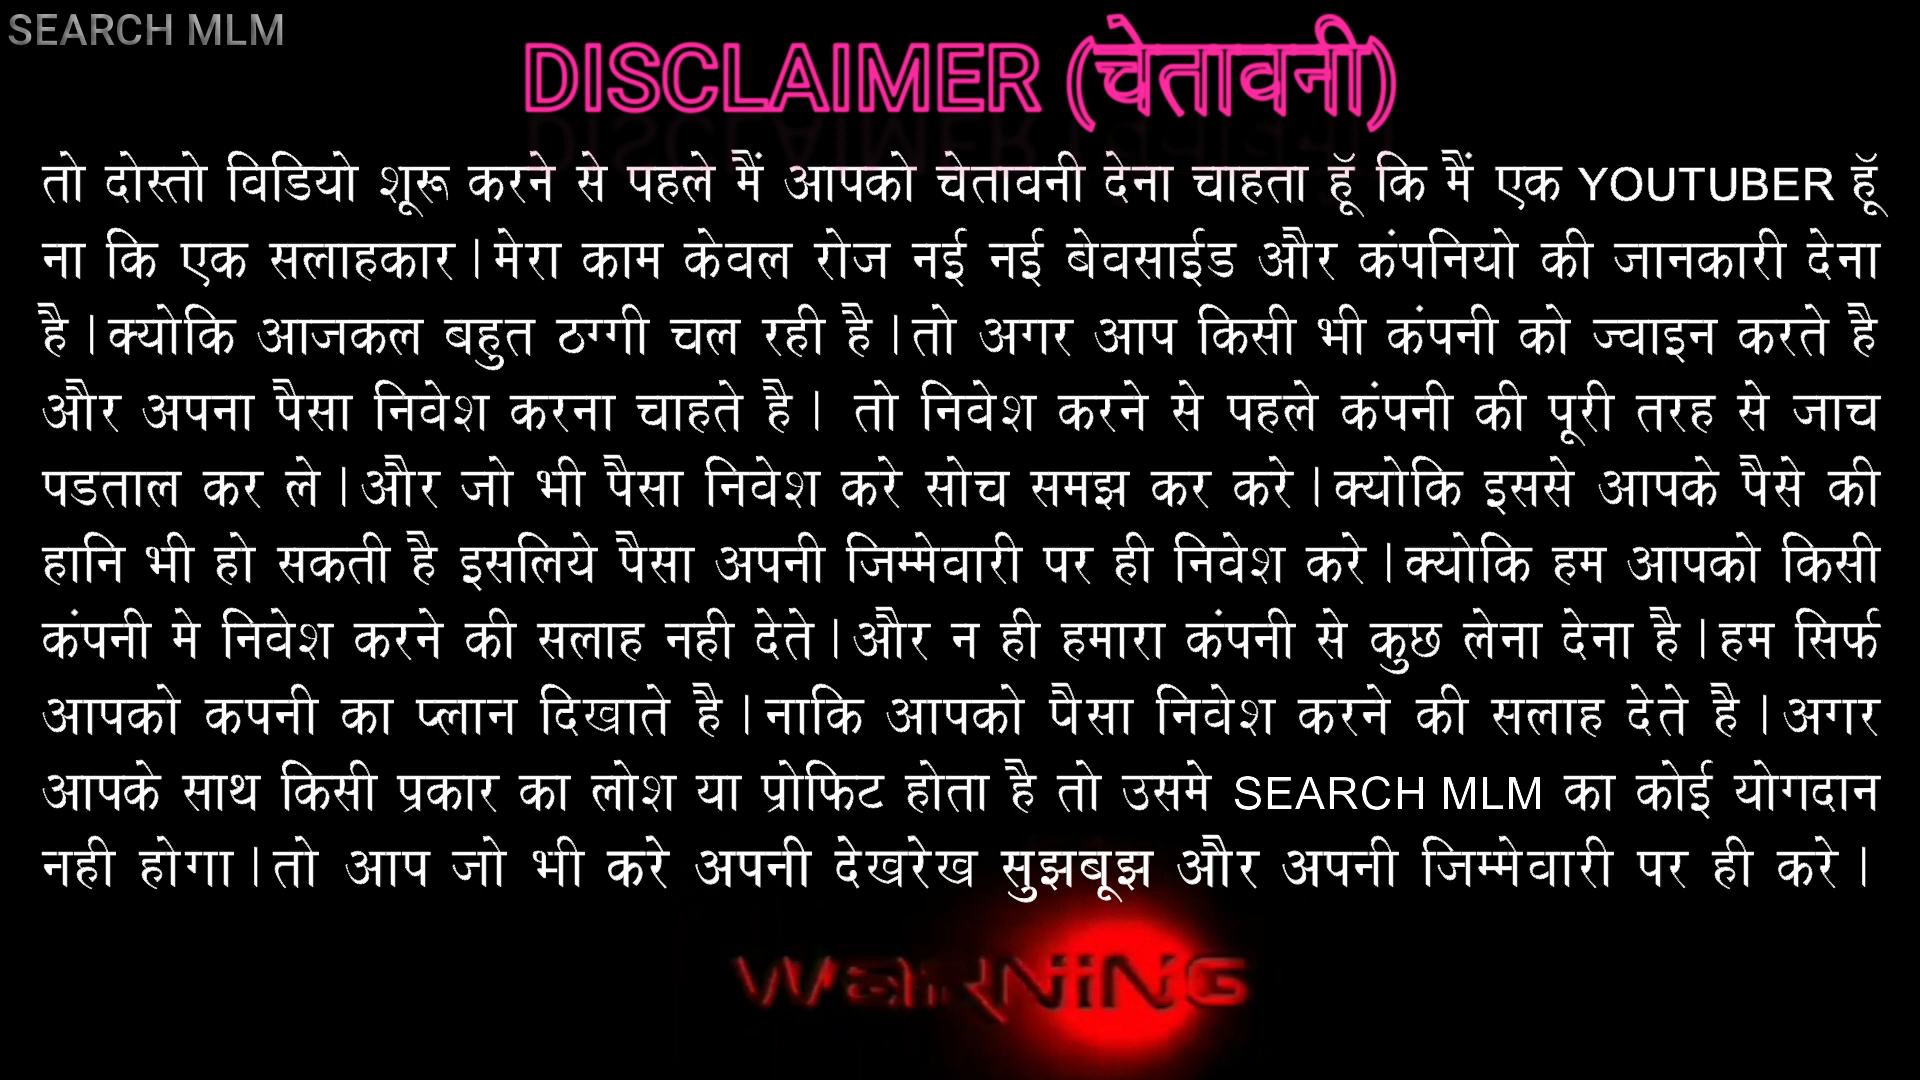 SEARCH MLM
DISCLAIMER (चेतावनी)
तो दोस्तो विडियो शूरू करने से पहले मैं आपको चेतावनी देना चाहता हूॅ कि मैं एक YOUTUBER हूॅ
ना कि एक सलाहकार।मेरा काम केवल रोज नई नई बेवसाईड और कंपनियो की जानकारी देना
है।क्योकि आजकल बहुत ठग्गी चल रही है।तो अगर आप किसी भी कंपनी को ज्वाइन करते है
और अपना पैसा निवेश करना चाहते है। तो निवेश करने से पहले कंपनी की पूरी तरह से जाच
पडताल कर ले।और जो भी पैसा निवेश करे सोच समझ कर करे।क्योकि इससे आपके पैसे की
हानि भी हो सकती है इसलिये पैसा अपनी जिम्मेवारी पर ही निवेश करे।क्योकि हम आपको किसी
कंपनी मे निवेश करने की सलाह नही देते।और न ही हमारा कंपनी से कुछ लेना देना है।हम सिर्फ
आपको कपनी का प्लान दिखाते है।नाकि आपको पैसा निवेश करने की सलाह देते है।अगर
आपके साथ किसी प्रकार का लोश या प्रोफिट होता है तो उसमे SEARCH MLM का कोई योगदान
नही होगा।तो आप जो भी करे अपनी देखरेख सुझबूझ और अपनी जिम्मेवारी पर ही करे।
WARNING